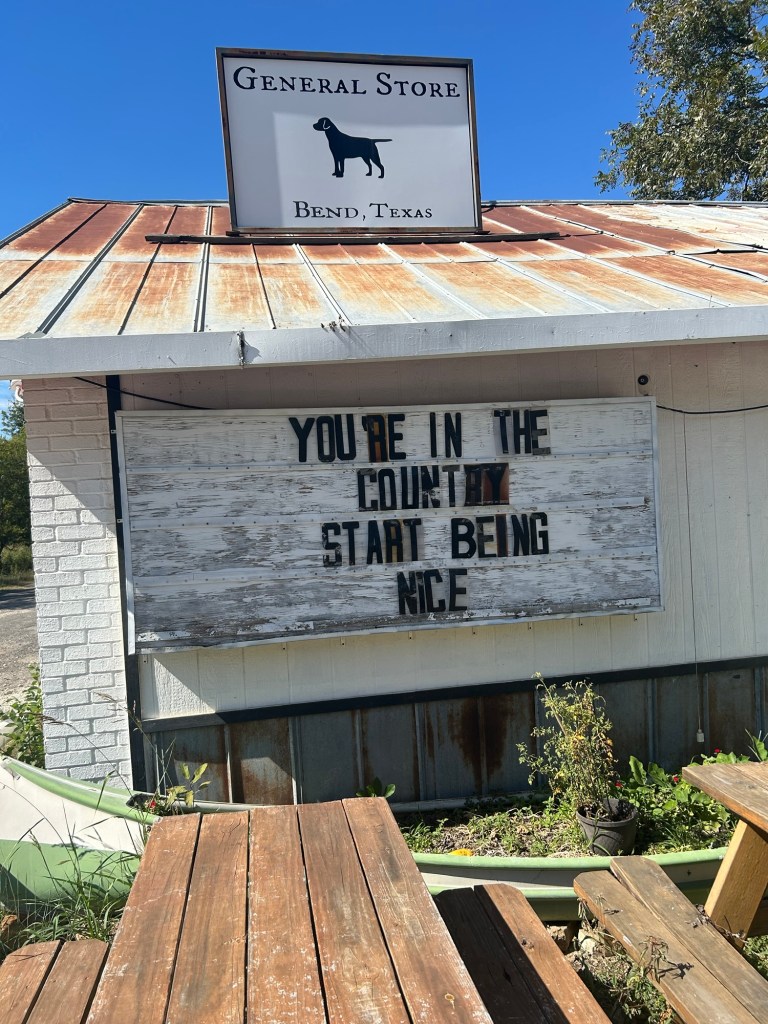 General Store
Bend, Texas
YOU'RE IN THE
COUNTRY
START BEING
NICE